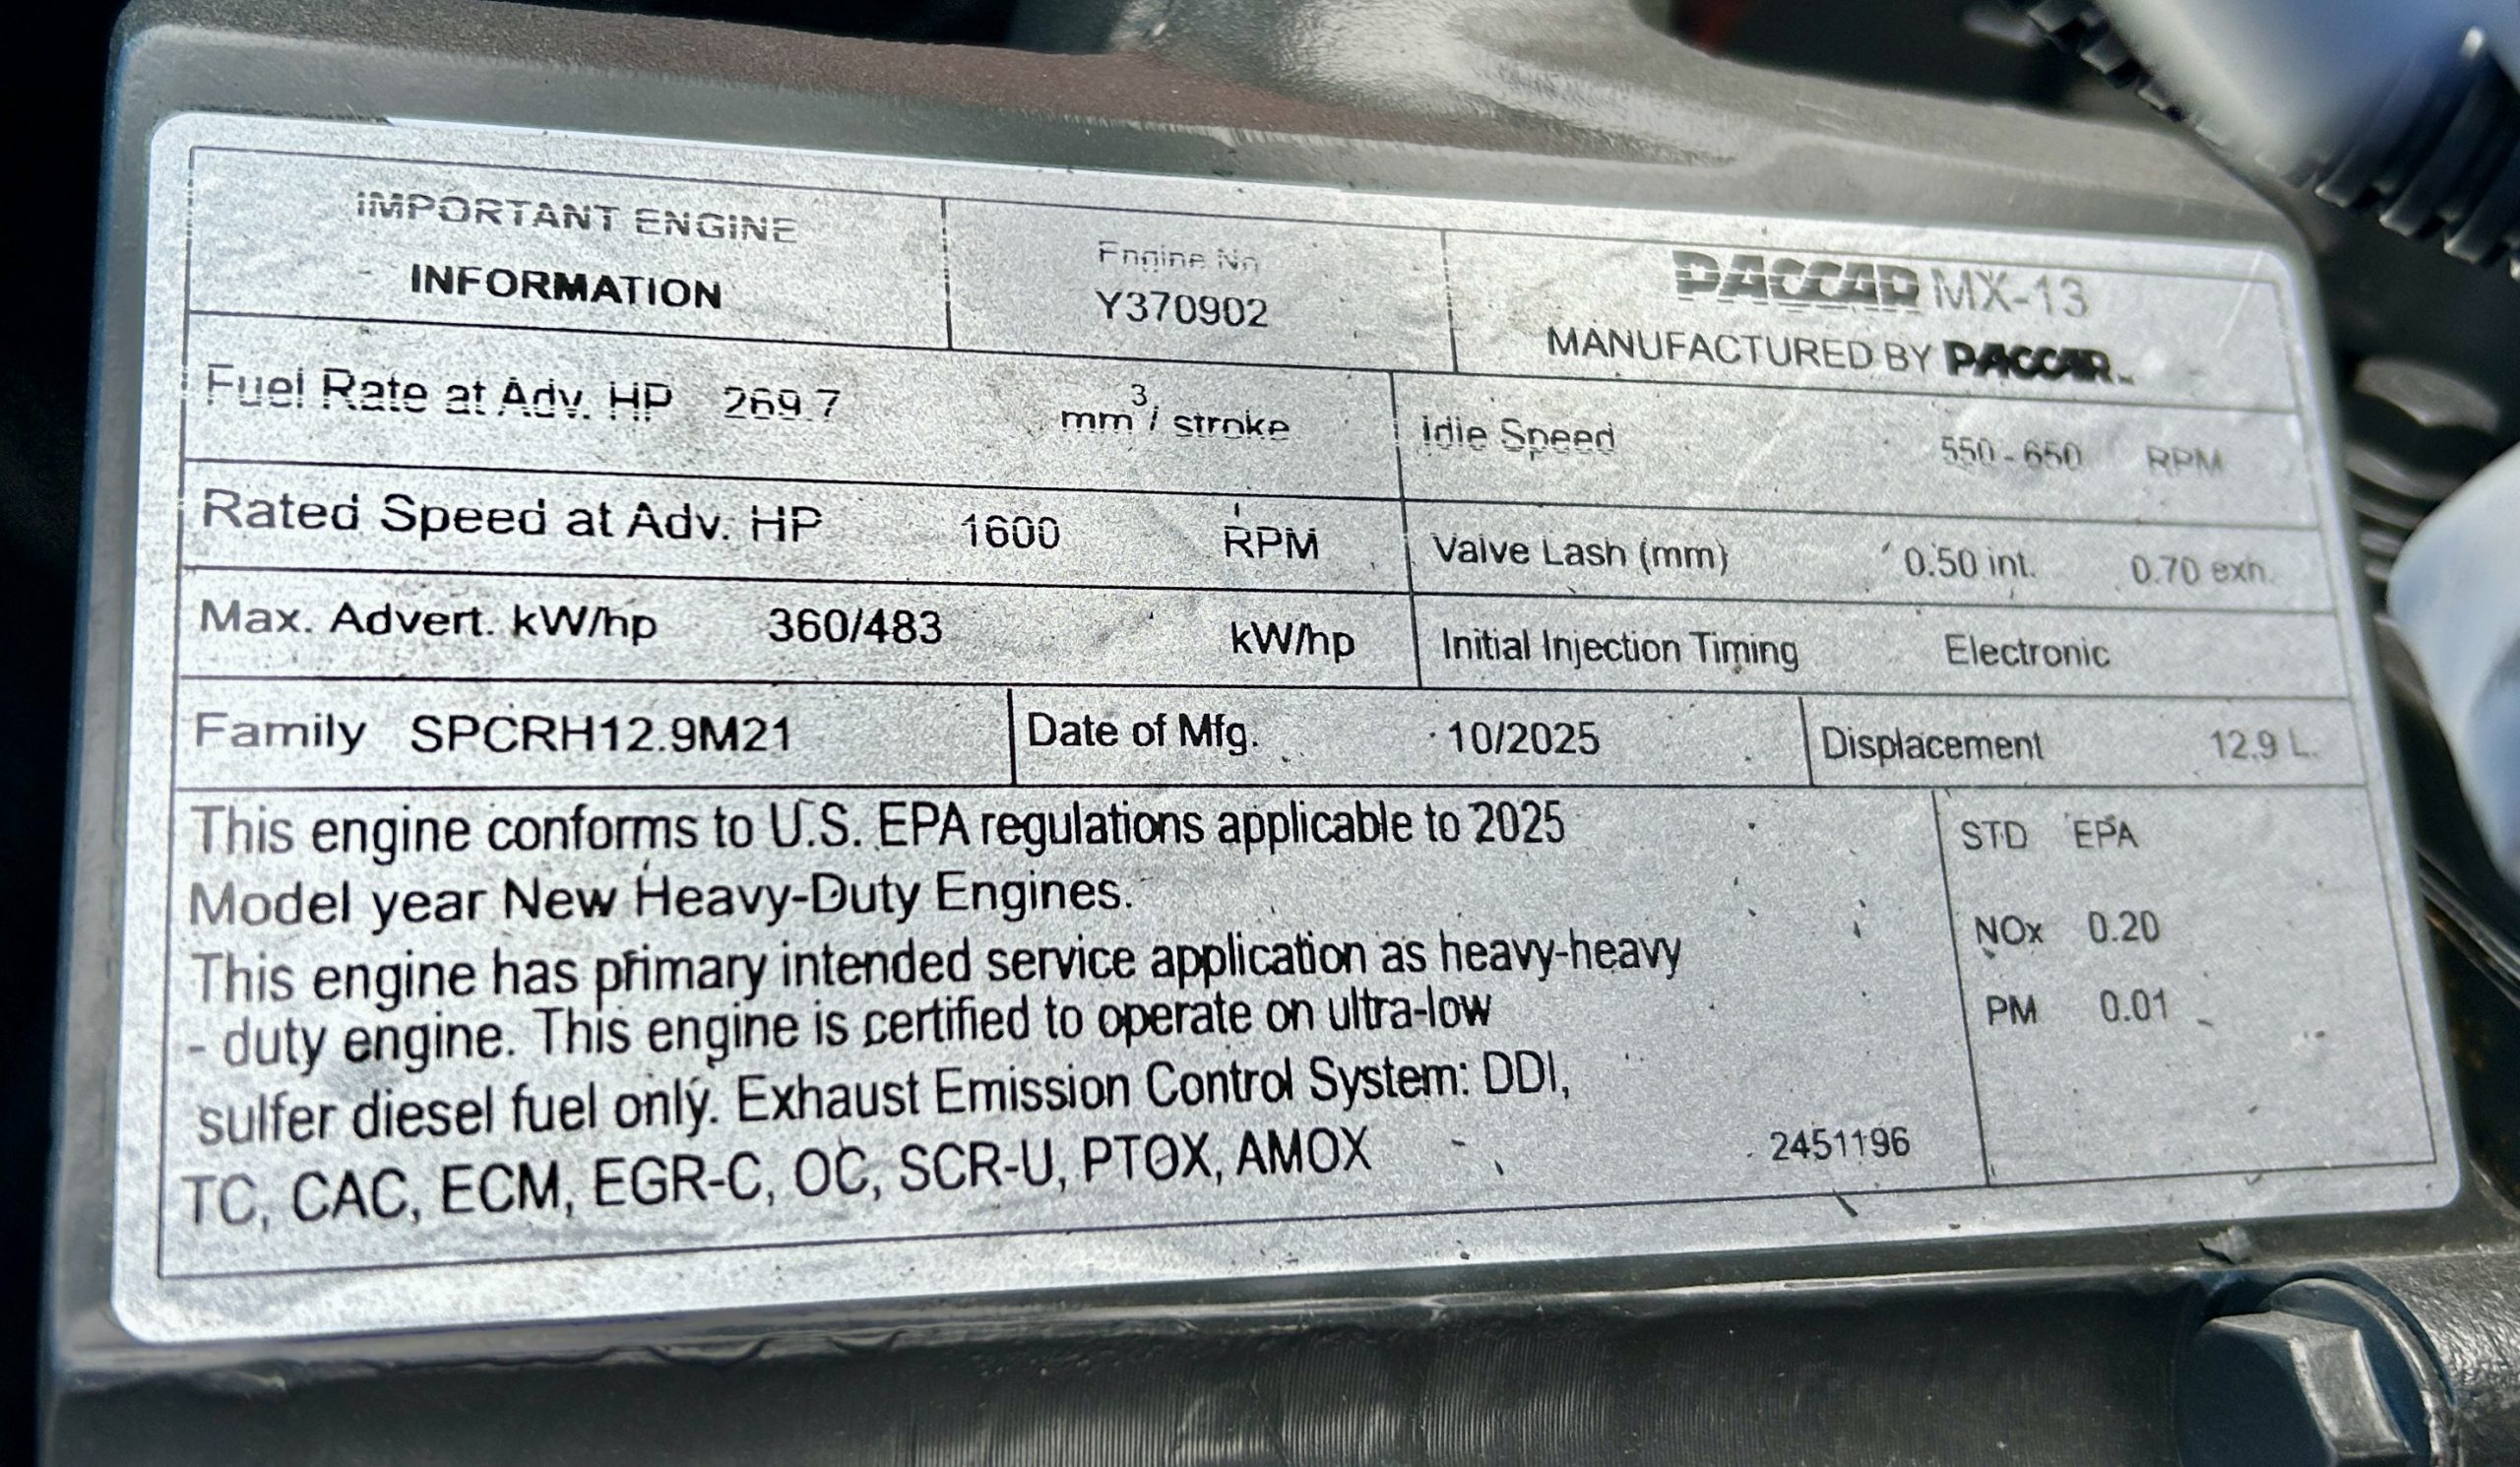 IMPORTANT ENGINE
INFORMATION
Engine No
Y370902
PACCAR MX-13
MANUFACTURED BY PACCAR™
Fuel Rate at Adv. HP 269.7 mm³/ stroke
Idle Speed 550 - 650 RPM
Rated Speed at Adv. HP 1600 RPM
Valve Lash (mm) 0.50 int. 0.70 exh.
Max. Advert. kW/hp 360/483 kW/hp
Initial Injection Timing Electronic
Family SPCRH12.9M21
Date of Mfg. 10/2025
Displacement 12.9 L.
This engine conforms to U.S. EPA regulations applicable to 2025
Model year New Heavy-Duty Engines.
This engine has primary intended service application as heavy-heavy
- duty engine. This engine is certified to operate on ultra-low
sulfer diesel fuel only. Exhaust Emission Control System: DDI,
TC, CAC, ECM, EGR-C, OC, SCR-U, PTOX, AMOX
2451196
STD EPA
NOx 0.20
PM 0.01